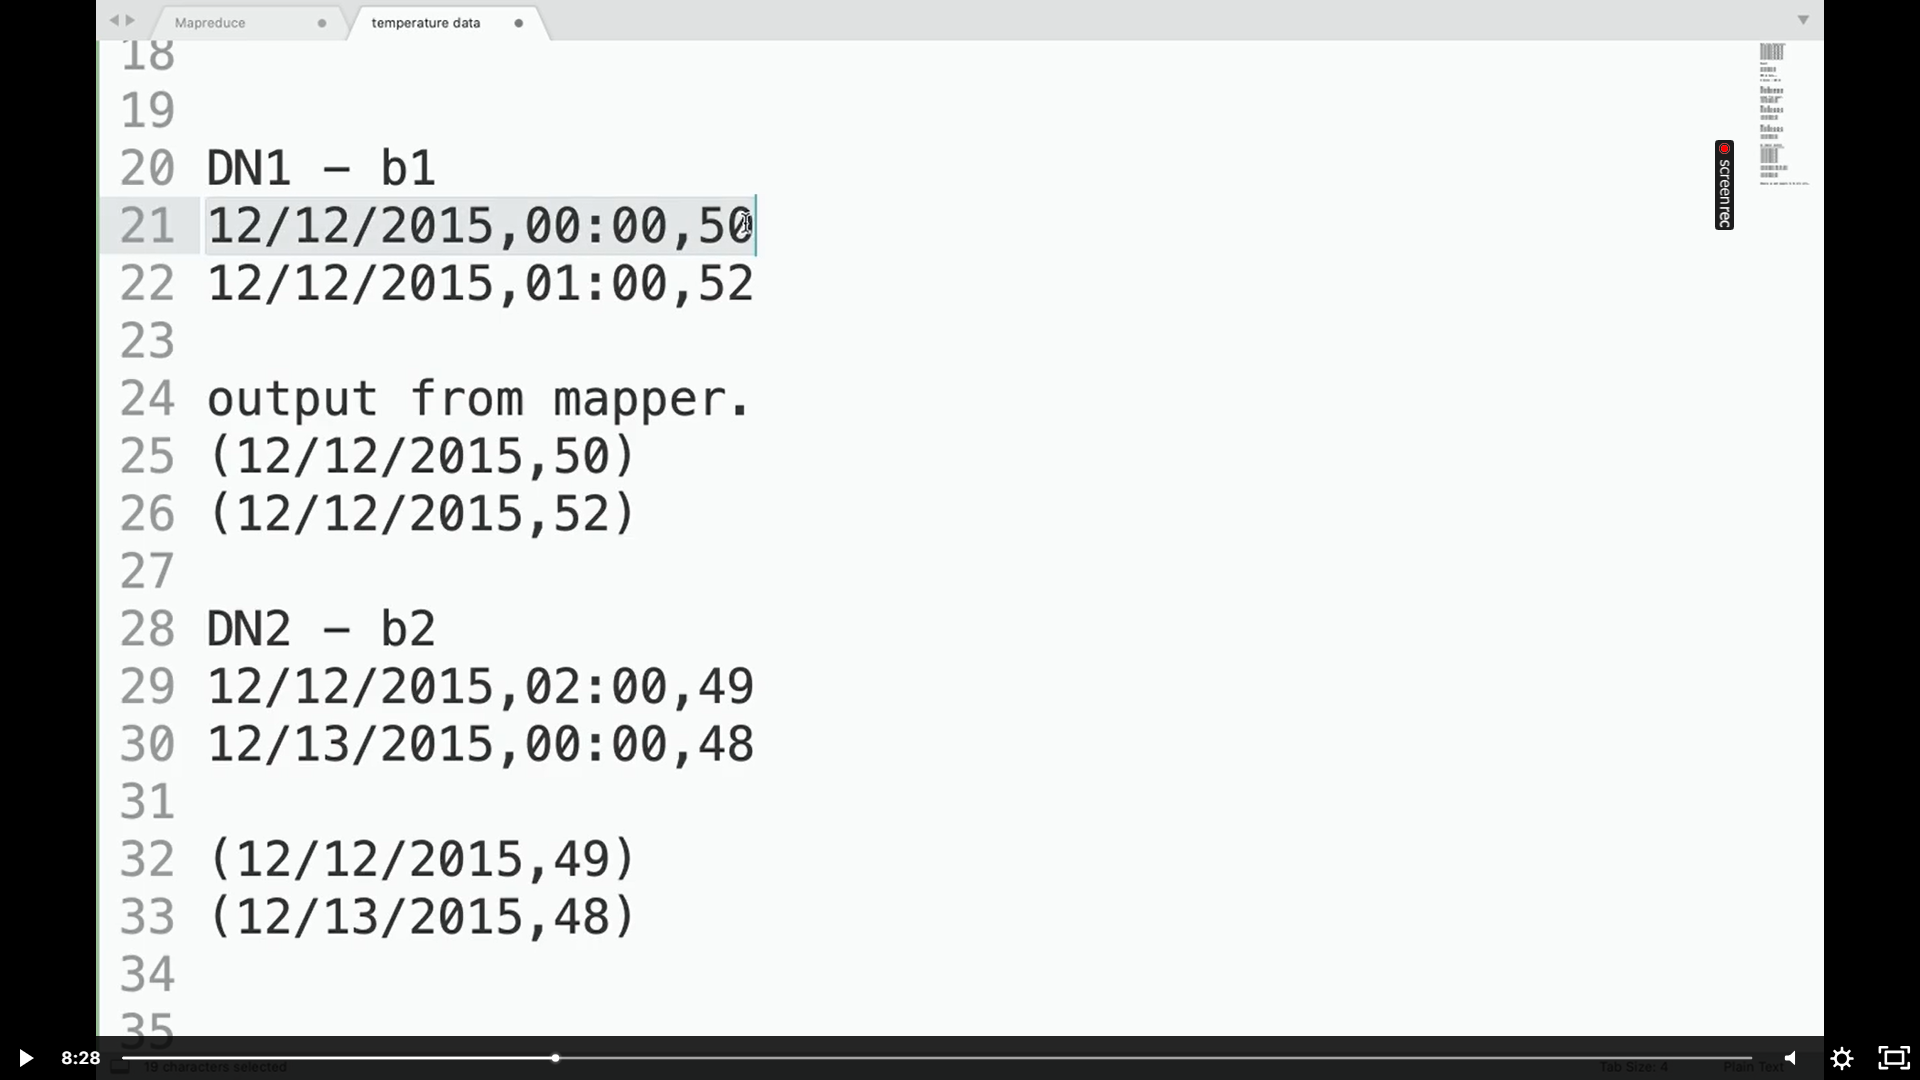 Mapreduce
temperature data
18
19
20 DN1 – b1
21 12/12/2015,00:00,50
22 12/12/2015,01:00,52
23
24 output from mapper.
25 (12/12/2015,50)
26 (12/12/2015,52)
27
28 DN2 – b2
29 12/12/2015,02:00,49
30 12/13/2015,00:00,48
31
32 (12/12/2015,49)
33 (12/13/2015,48)
34
35
screenrec
8:28
19 characters selected
Tab Size: 4
Plain Text